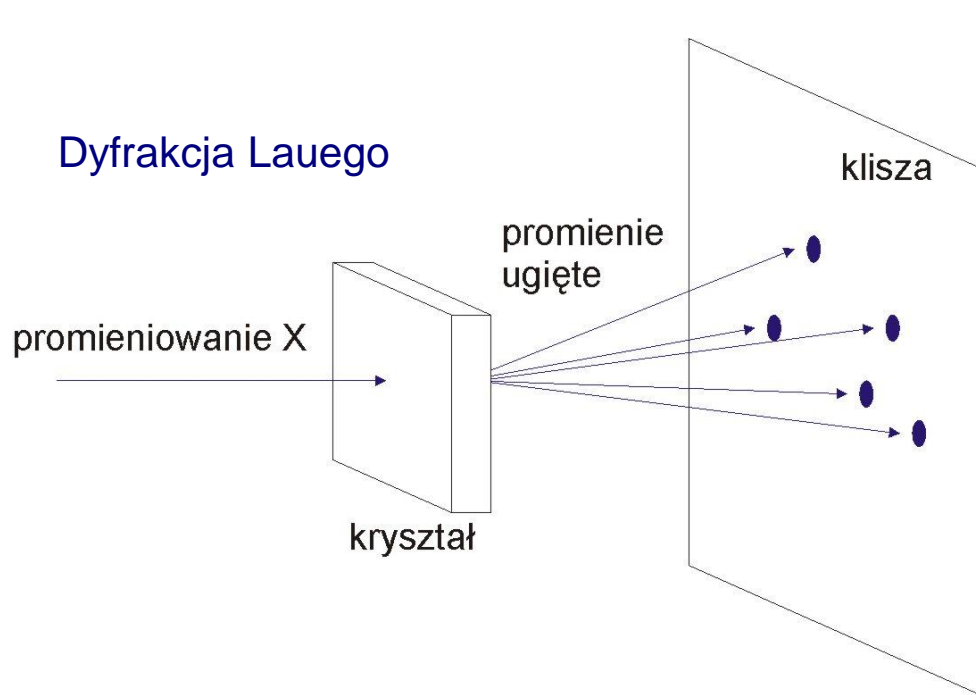 Dyfrakcja Lauego
klisza
promienie
ugięte
promieniowanie X
kryształ